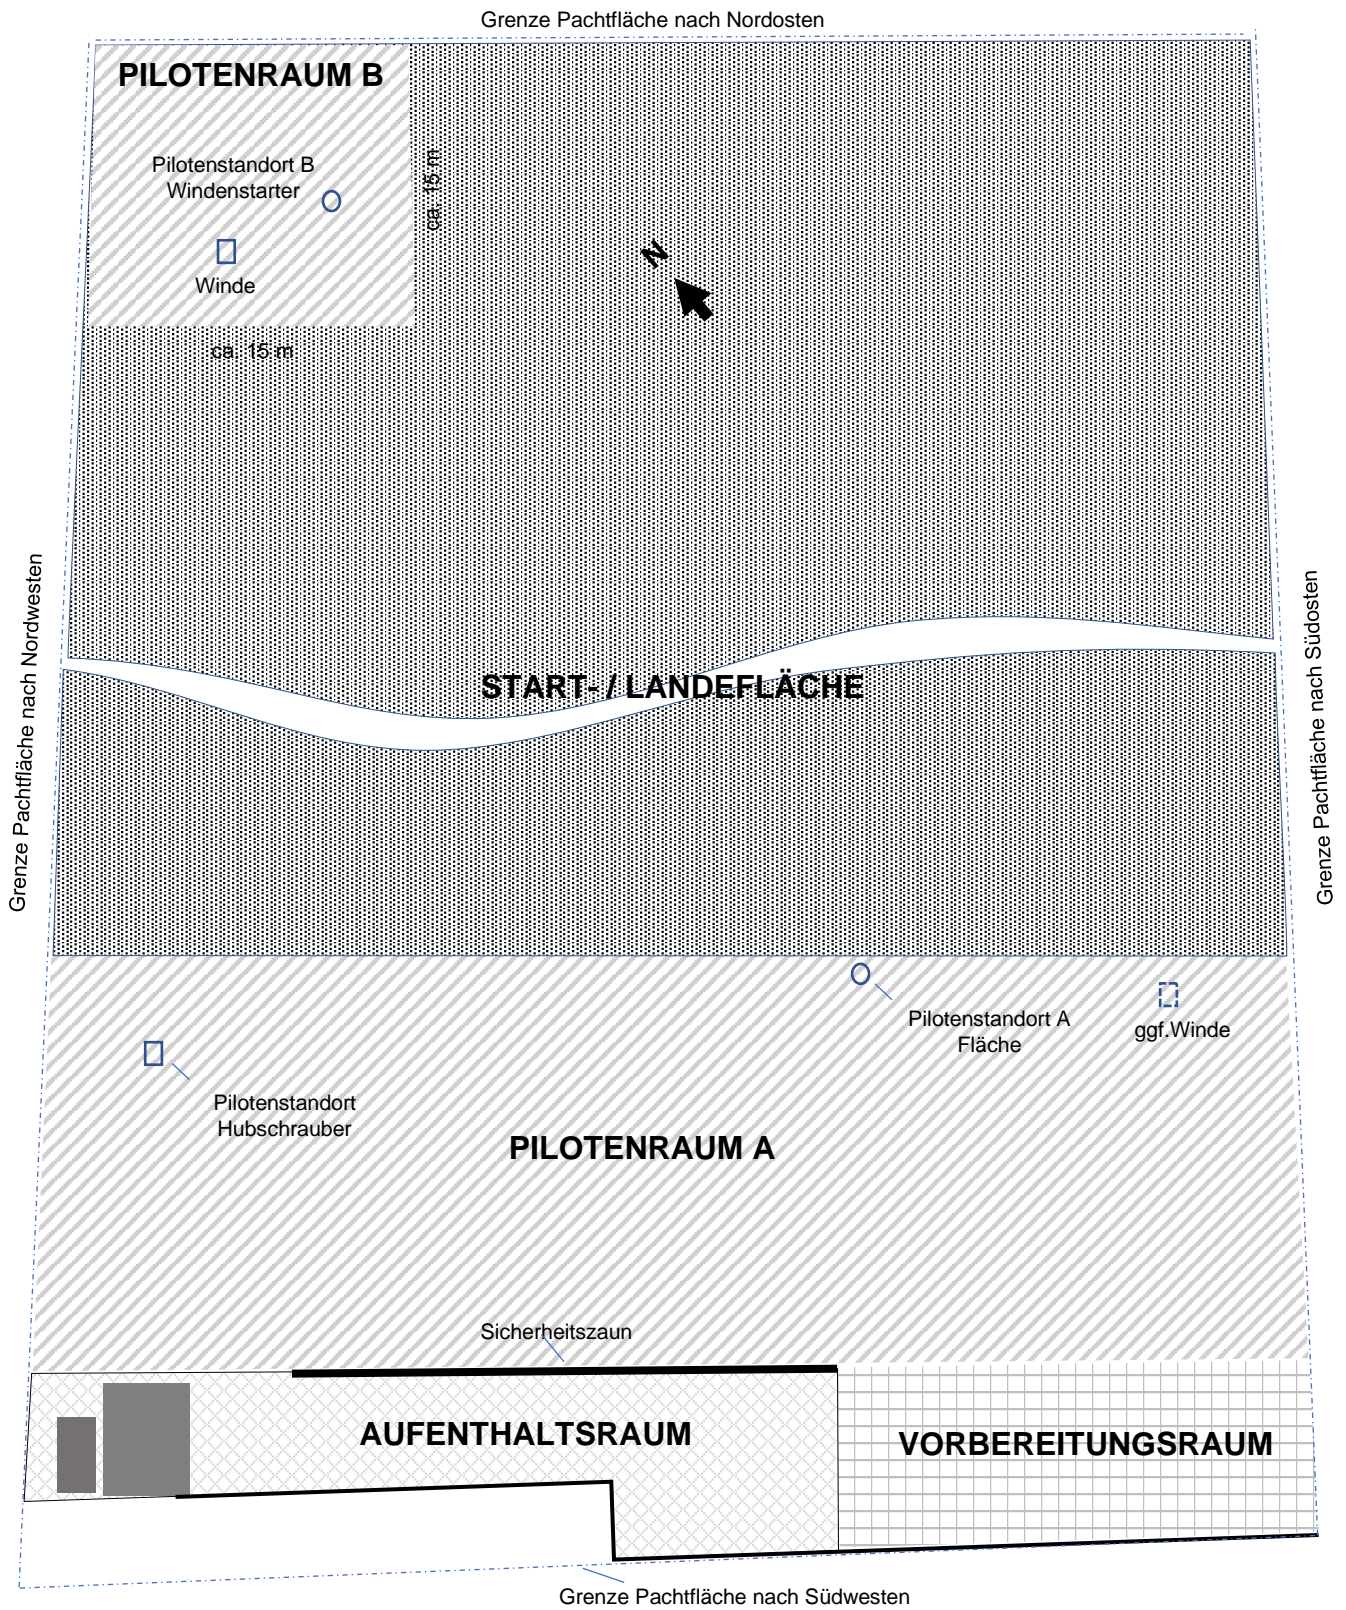 Grenze Pachtfläche nach Nordosten
PILOTENRAUM B
Pilotenstandort B
Windenstarter
ca. 15 m
Winde
ca. 15 m
N
Grenze Pachtfläche nach Nordwesten
Grenze Pachtfläche nach Südosten
START- / LANDEFLÄCHE
Pilotenstandort A
Fläche
ggf.Winde
Pilotenstandort
Hubschrauber
PILOTENRAUM A
Sicherheitszaun
AUFENTHALTSRAUM
VORBEREITUNGSRAUM
Grenze Pachtfläche nach Südwesten